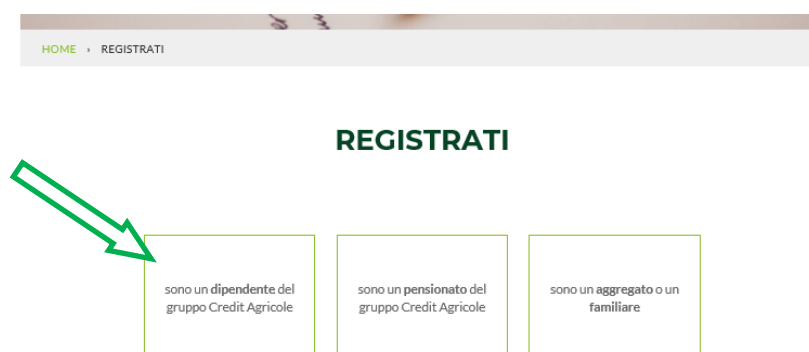 HOME › REGISTRATI
REGISTRATI
sono un dipendente del
gruppo Credit Agricole
sono un pensionato del
gruppo Credit Agricole
sono un aggregato o un
familiare